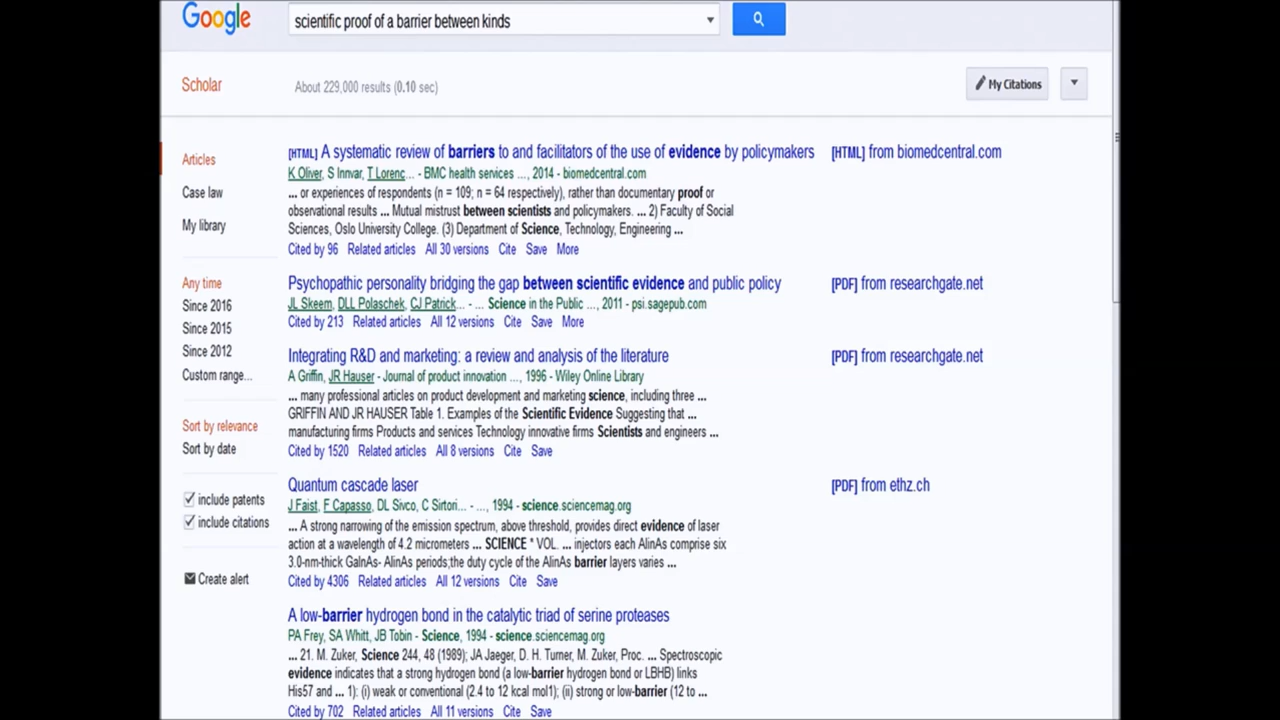 Google
scientific proof of a barrier between kinds
Scholar
About 229,000 results (0.10 sec)
My Citations
Articles
Case law
My library
Any time
Since 2016
Since 2015
Since 2012
Custom range...
Sort by relevance
Sort by date
include patents
include citations
Create alert
[HTML] A systematic review of barriers to and facilitators of the use of evidence by policymakers
[HTML] from biomedcentral.com
K Oliver, S Innvar, T Lorenc... - BMC health services ..., 2014 - biomedcentral.com
... or experiences of respondents (n = 109; n = 64 respectively), rather than documentary proof or
observational results ... Mutual mistrust between scientists and policymakers. ... 2) Faculty of Social
Sciences, Oslo University College. (3) Department of Science, Technology, Engineering ...
Cited by 96 Related articles All 30 versions Cite Save More
Psychopathic personality bridging the gap between scientific evidence and public policy
[PDF] from researchgate.net
JL Skeem, DLL Polaschek, CJ Patrick... - ... Science in the Public ..., 2011 - psi.sagepub.com
Cited by 213 Related articles All 12 versions Cite Save More
Integrating R&D and marketing: a review and analysis of the literature
[PDF] from researchgate.net
A Griffin, JR Hauser - Journal of product innovation ..., 1996 - Wiley Online Library
... many professional articles on product development and marketing science, including three ...
GRIFFIN AND JR HAUSER Table 1. Examples of the Scientific Evidence Suggesting that ...
manufacturing firms Products and services Technology innovative firms Scientists and engineers ...
Cited by 1520 Related articles All 8 versions Cite Save
Quantum cascade laser
[PDF] from ethz.ch
J Faist, F Capasso, DL Sivco, C Sirtori... - ..., 1994 - science.sciencemag.org
... A strong narrowing of the emission spectrum, above threshold, provides direct evidence of laser
action at a wavelength of 4.2 micrometers ... SCIENCE * VOL. ... injectors each AlinAs comprise six
3.0-nm-thick GalnAs- AlinAs periods;the duty cycle of the AlinAs barrier layers varies ...
Cited by 4306 Related articles All 12 versions Cite Save
A low-barrier hydrogen bond in the catalytic triad of serine proteases
PA Frey, SA Whitt, JB Tobin - Science, 1994 - science.sciencemag.org
... 21. M. Zuker, Science 244, 48 (1989); JA Jaeger, D. H. Turner, M. Zuker, Proc. ... Spectroscopic
evidence indicates that a strong hydrogen bond (a low-barrier hydrogen bond or LBHB) links
His57 and ... 1): (i) weak or conventional (2.4 to 12 kcal mol1); (ii) strong or low-barrier (12 to ...
Cited by 702 Related articles All 11 versions Cite Save